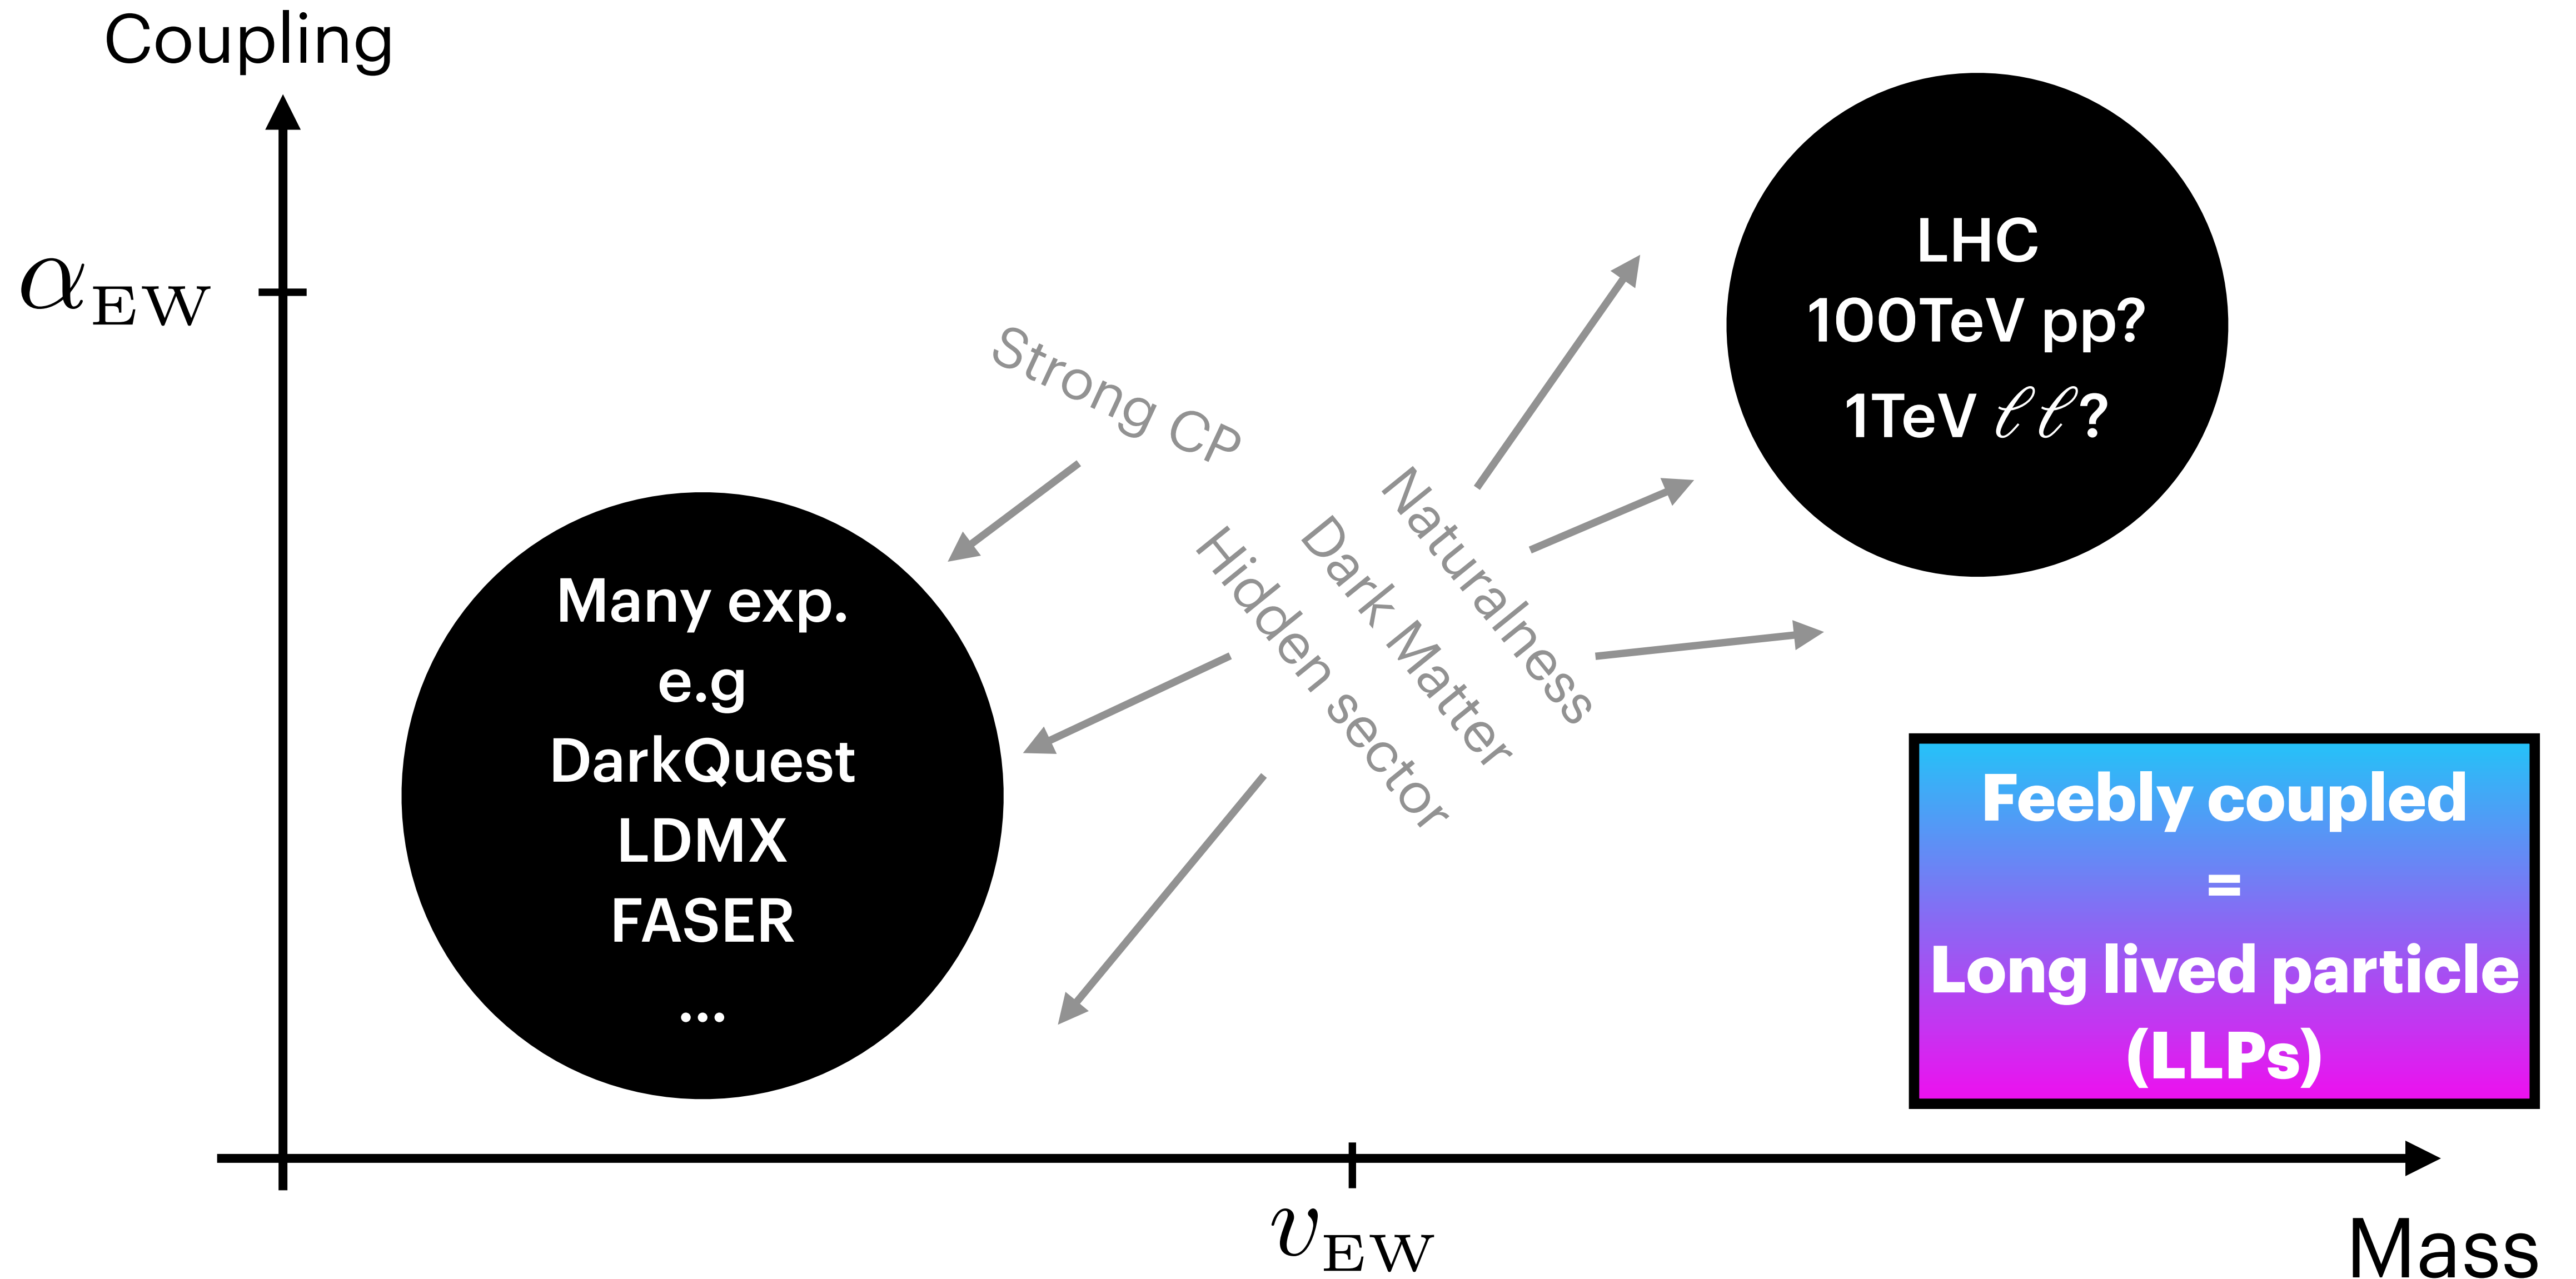 Coupling
α_EW
LHC
100TeV pp?
1TeV ℓℓ?
Strong CP
Naturalness
Dark Matter
Hidden sector
Many exp.
e.g
DarkQuest
LDMX
FASER
...
Feebly coupled
=
Long lived particle
(LLPs)
v_EW
Mass